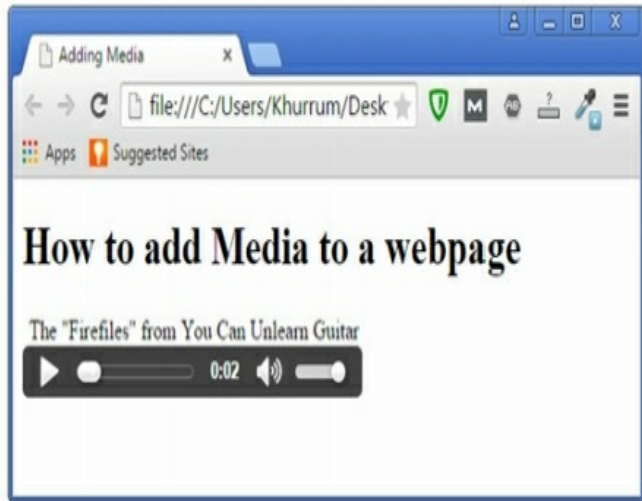 Adding Media
file:///C:/Users/Khurrum/Desk
M
AB
?
Apps Suggested Sites
How to add Media to a webpage
The "Firefiles" from You Can Unlearn Guitar
0:02